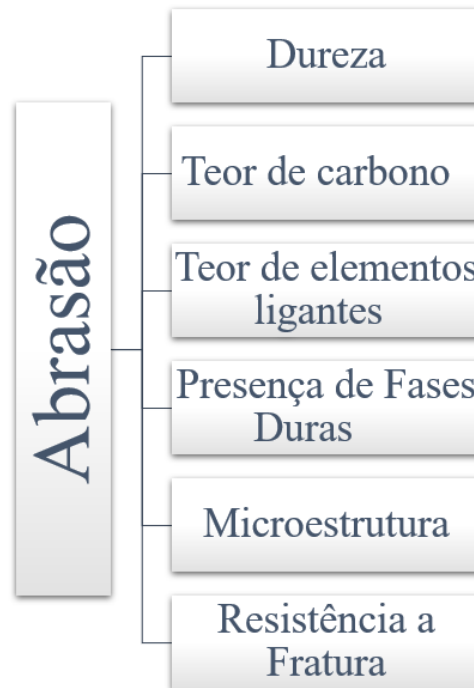 Abrasão
Dureza
Teor de carbono
Teor de elementos
ligantes
Presença de Fases
Duras
Microestrutura
Resistência a
Fratura